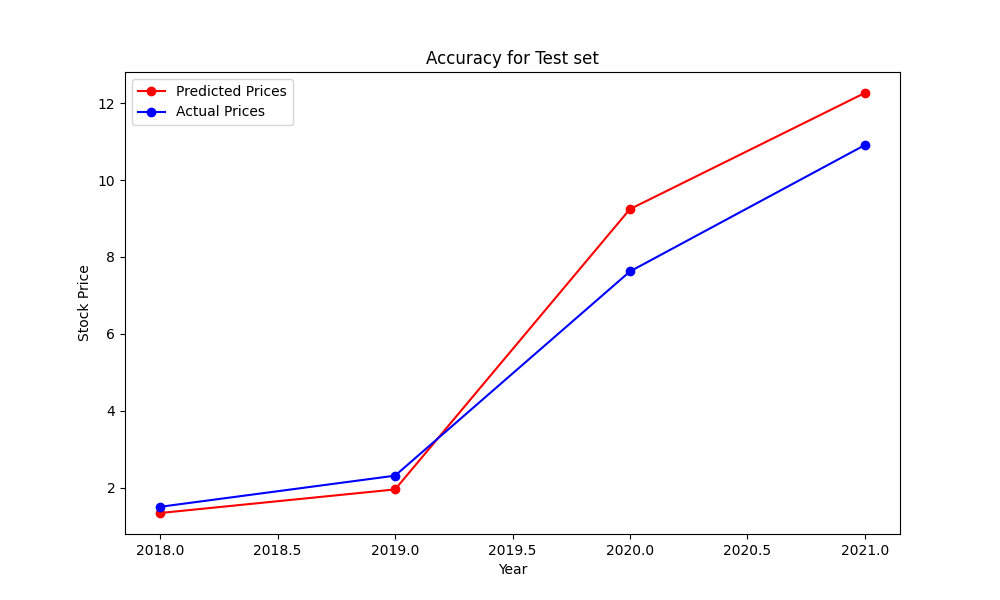 Accuracy for Test set
Predicted Prices
Actual Prices
12
10
8
6
4
2
Stock Price
2018.0 2018.5 2019.0 2019.5 2020.0 2020.5 2021.0
Year